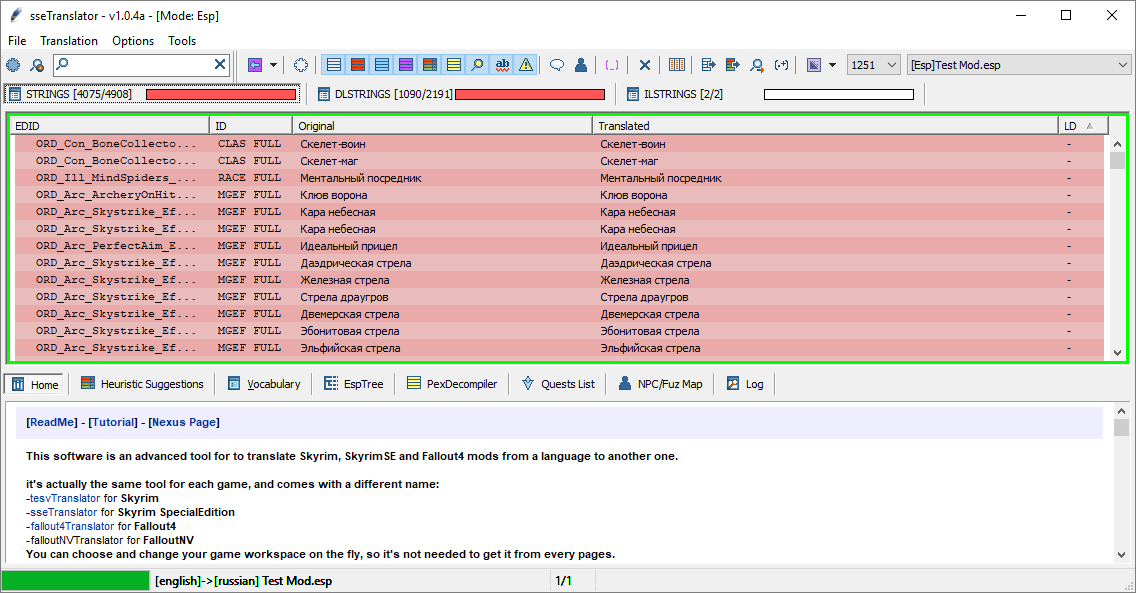 sseTranslator - v1.0.4a - [Mode: Esp]
File Translation Options Tools
ab 1251 [Esp]Test Mod.esp
STRINGS [4075/4908] DLSTRINGS [1090/2191] ILSTRINGS [2/2]
EDID ID Original Translated LD
ORD_Con_BoneCollecto... CLAS FULL Скелет-воин Скелет-воин -
ORD_Con_BoneCollecto... CLAS FULL Скелет-маг Скелет-маг -
ORD_Ill_MindSpiders_... RACE FULL Ментальный посредник Ментальный посредник -
ORD_Arc_ArcheryOnHit... MGEF FULL Клюв ворона Клюв ворона -
ORD_Arc_Skystrike_Ef... MGEF FULL Кара небесная Кара небесная -
ORD_Arc_Skystrike_Ef... MGEF FULL Кара небесная Кара небесная -
ORD_Arc_PerfectAim_E... MGEF FULL Идеальный прицел Идеальный прицел -
ORD_Arc_Skystrike_Ef... MGEF FULL Даэдрическая стрела Даэдрическая стрела -
ORD_Arc_Skystrike_Ef... MGEF FULL Железная стрела Железная стрела -
ORD_Arc_Skystrike_Ef... MGEF FULL Стрела драугров Стрела драугров -
ORD_Arc_Skystrike_Ef... MGEF FULL Двемерская стрела Двемерская стрела -
ORD_Arc_Skystrike_Ef... MGEF FULL Эбонитовая стрела Эбонитовая стрела -
ORD_Arc_Skystrike_Ef... MGEF FULL Эльфийская стрела Эльфийская стрела -
Home Heuristic Suggestions Vocabulary EspTree PexDecompiler Quests List NPC/Fuz Map Log
[ReadMe] - [Tutorial] - [Nexus Page]
This software is an advanced tool for to translate Skyrim, SkyrimSE and Fallout4 mods from a language to another one.
it's actually the same tool for each game, and comes with a different name:
-tesvTranslator for Skyrim
-sseTranslator for Skyrim SpecialEdition
-fallout4Translator for Fallout4
-falloutNVTranslator for FalloutNV
You can choose and change your game workspace on the fly, so it's not needed to get it from every pages.
[english]->[russian] Test Mod.esp 1/1